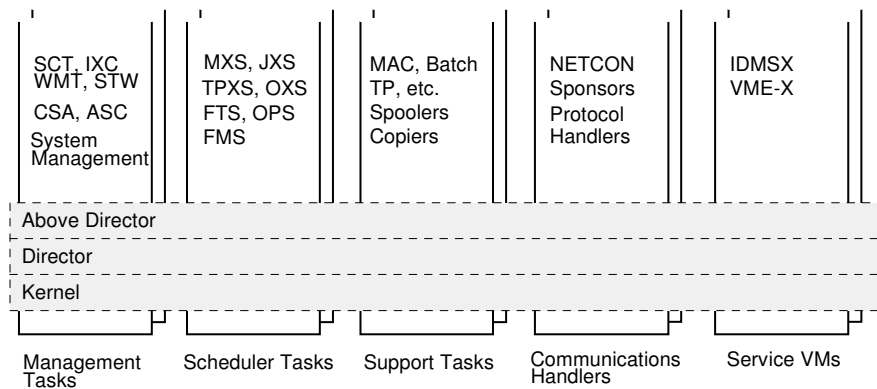 SCT, IXC
WMT, STW
CSA, ASC
System
Management
MXS, JXS
TPXS, OXS
FTS, OPS
FMS
MAC, Batch
TP, etc.
Spoolers
Copiers
NETCON
Sponsors
Protocol
Handlers
IDMSX
VME-X
Above Director
Director
Kernel
Management
Tasks
Scheduler Tasks
Support Tasks
Communications
Handlers
Service VMs